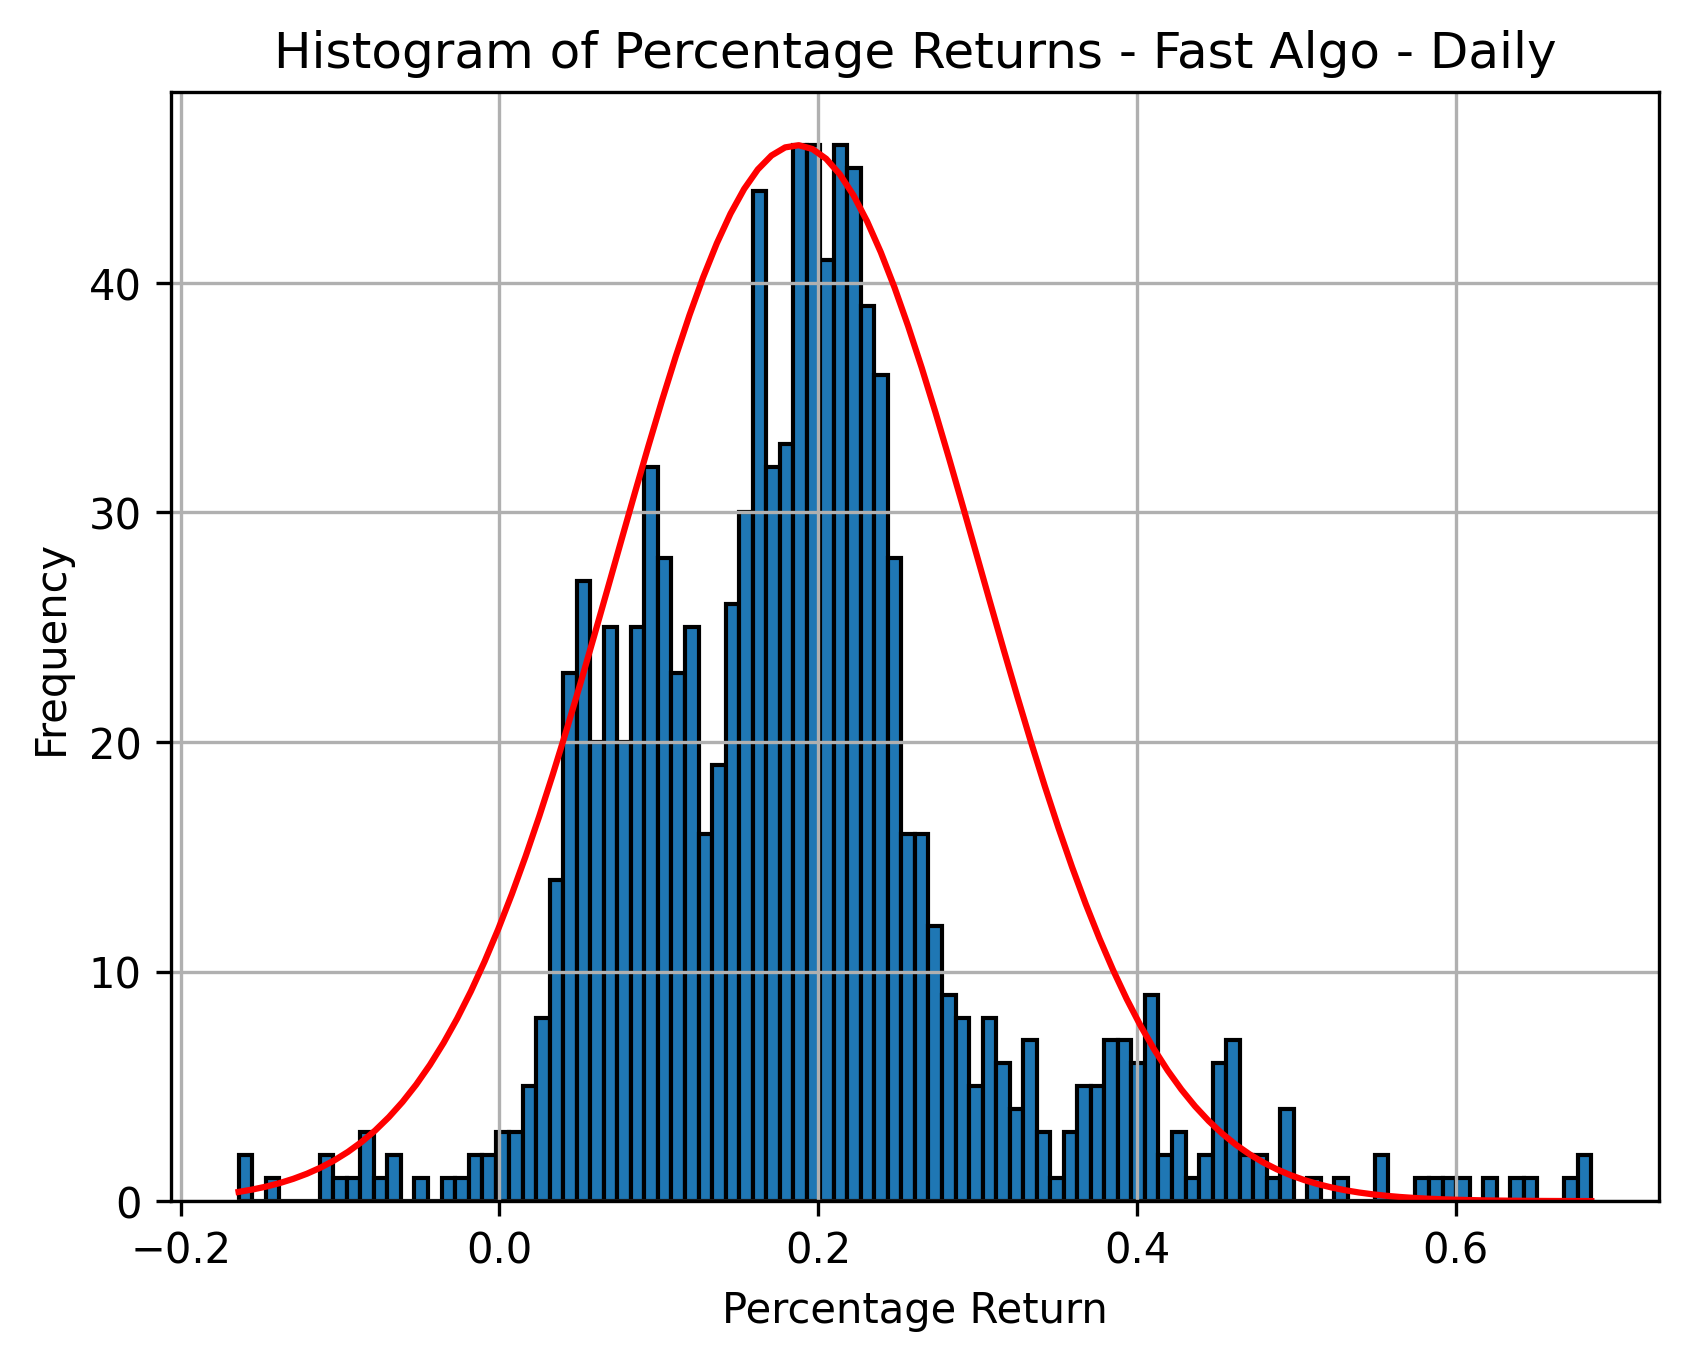 Histogram of Percentage Returns - Fast Algo - Daily
Frequency
40
30
20
10
0
−0.2 0.0 0.2 0.4 0.6
Percentage Return